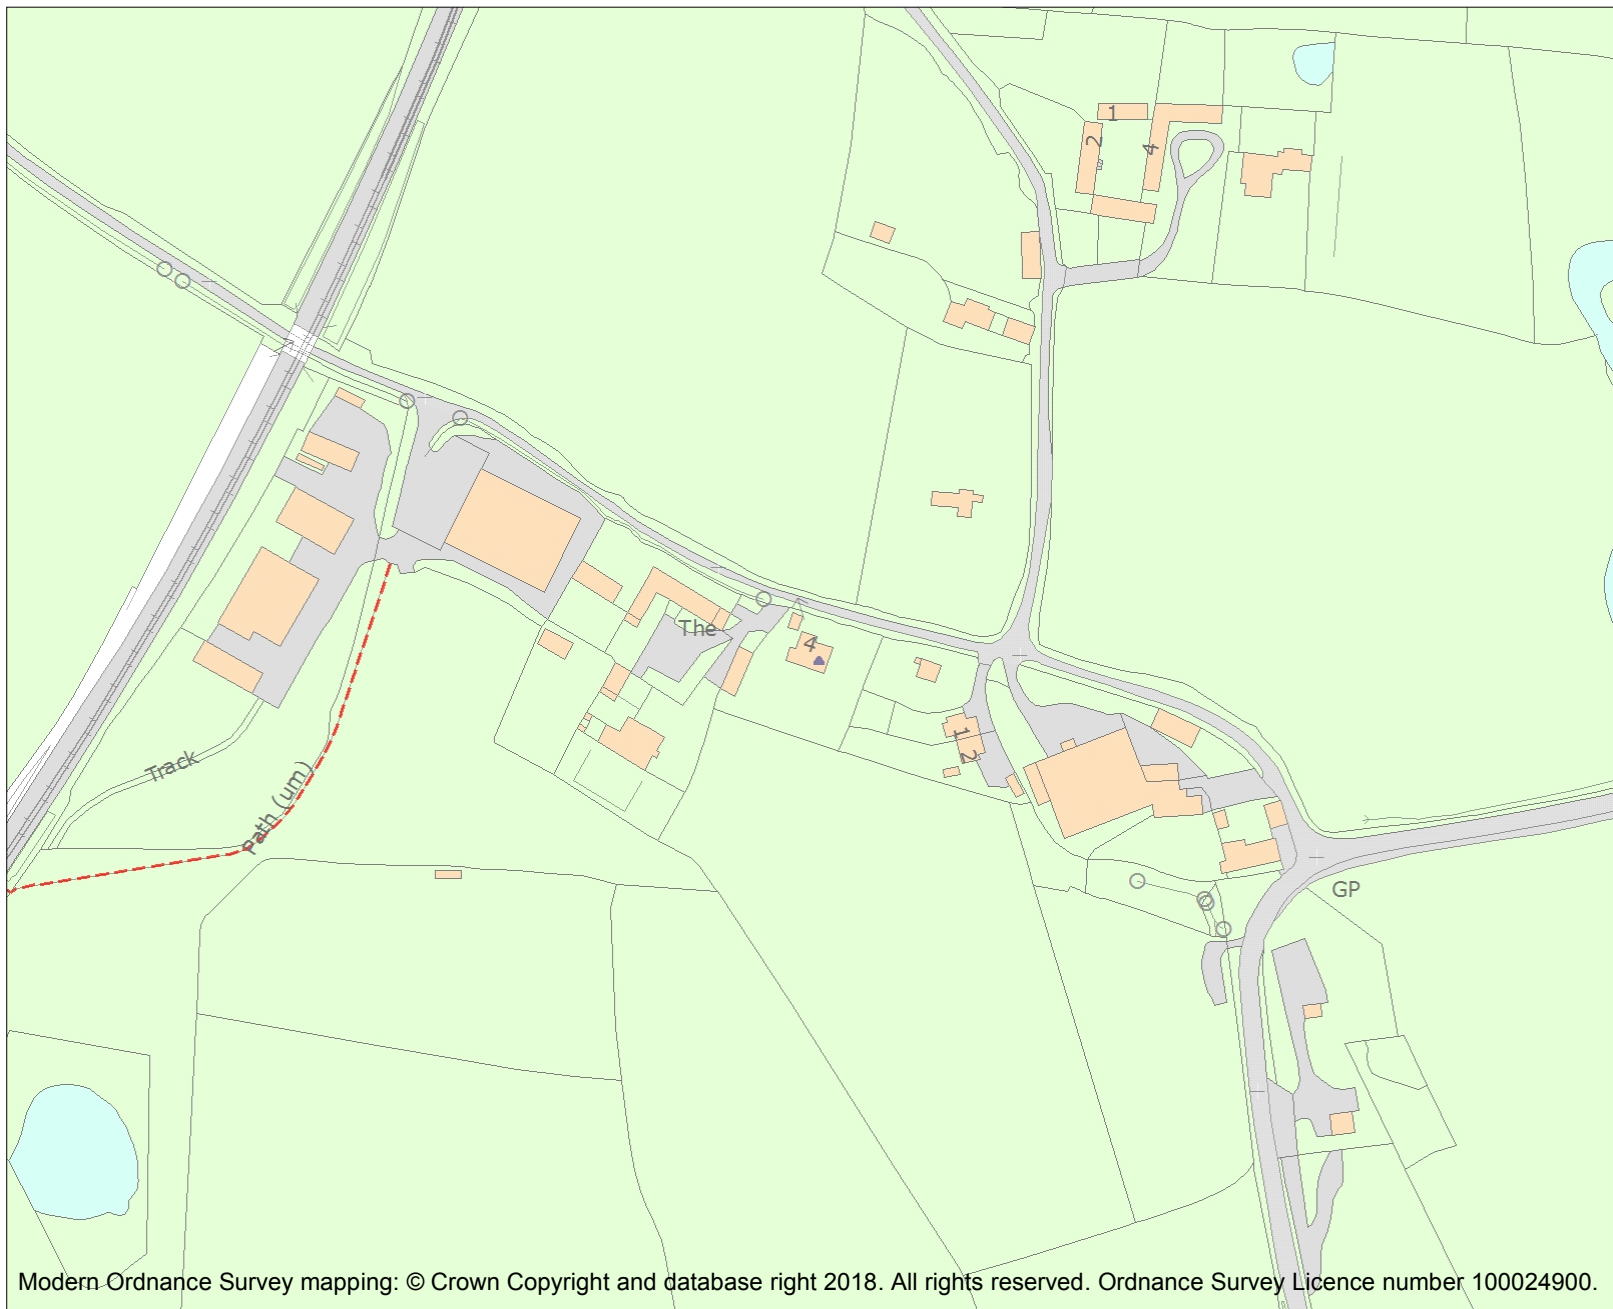 1
2
4
The
4
1
2
Track
Path (um)
GP
Modern Ordnance Survey mapping: © Crown Copyright and database right 2018. All rights reserved. Ordnance Survey Licence number 100024900.